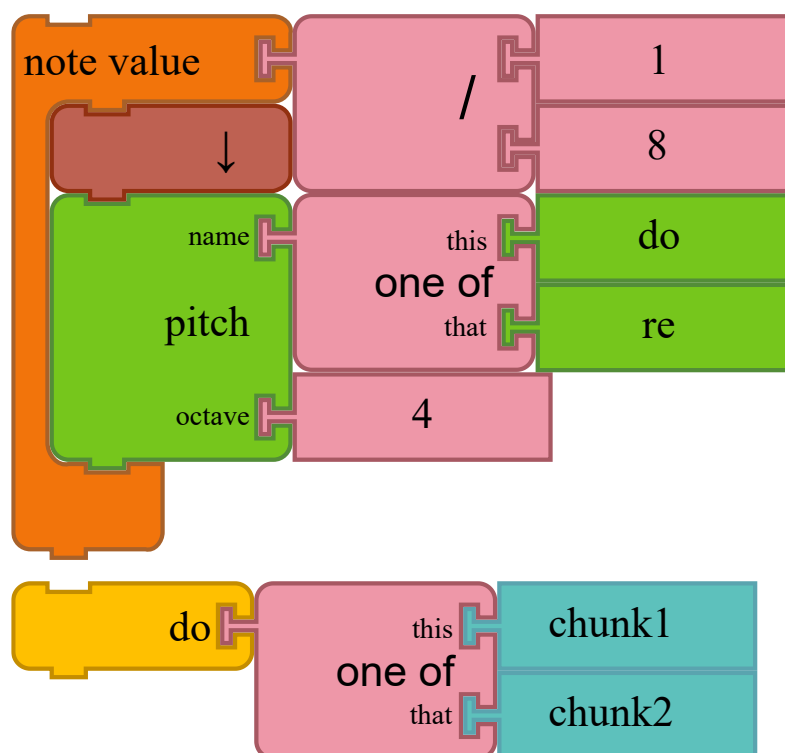 note value / 1
↓ 8
name this do
one of
pitch that re
octave 4
do this chunk1
one of
that chunk2